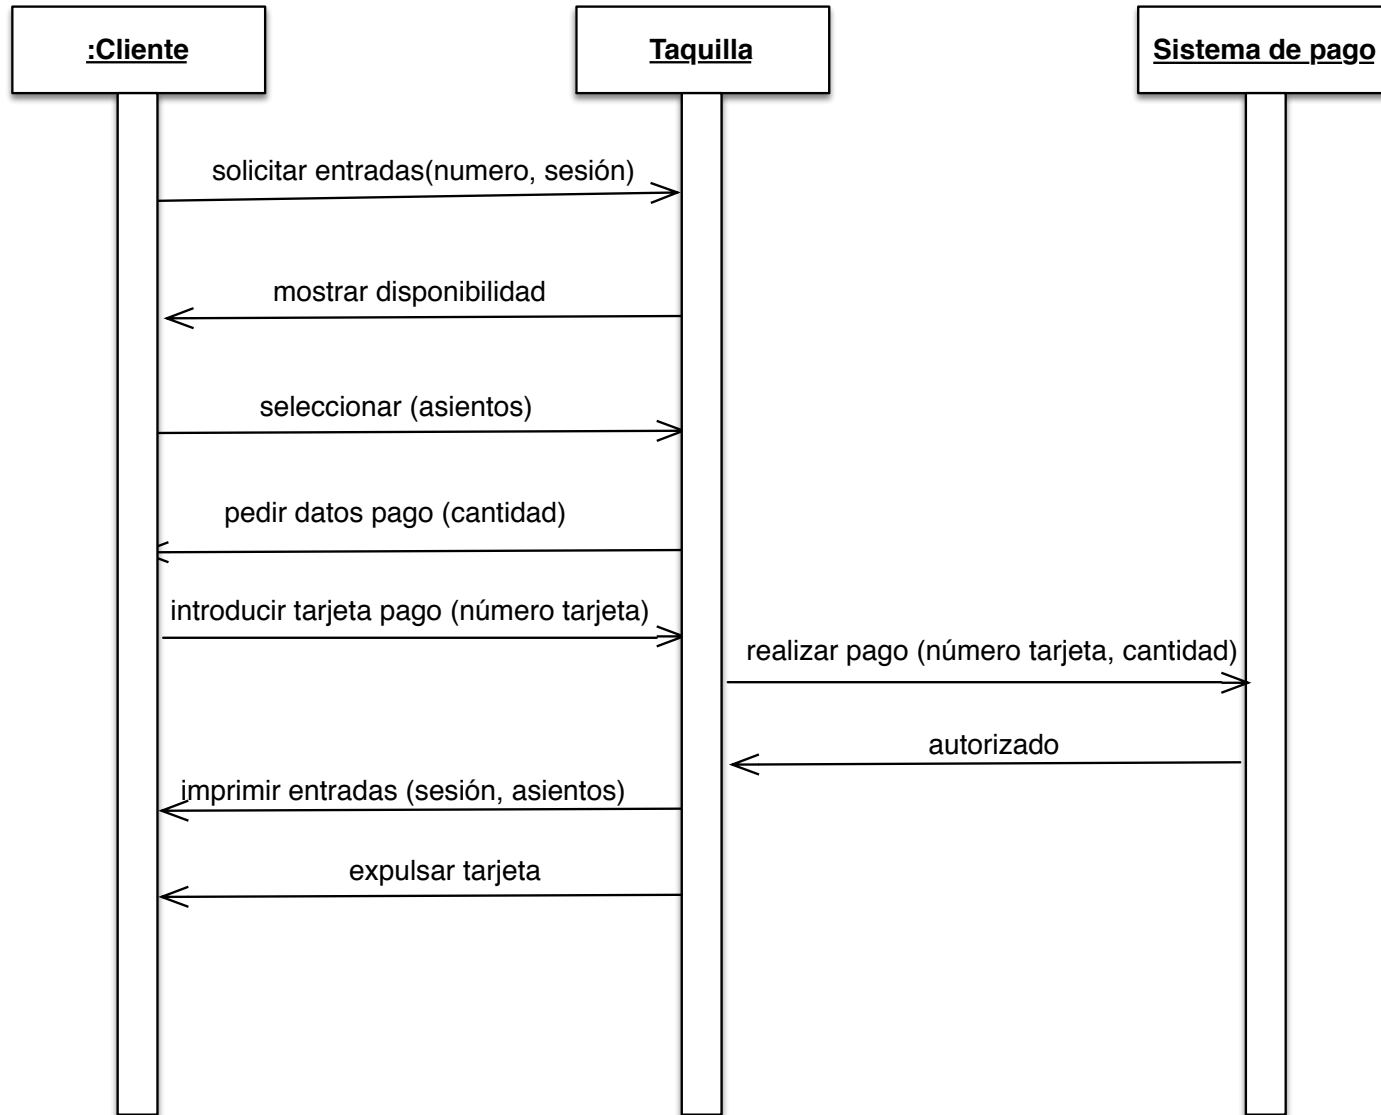 :Cliente
Taquilla
Sistema de pago
solicitar entradas(numero, sesión)
mostrar disponibilidad
seleccionar (asientos)
pedir datos pago (cantidad)
introducir tarjeta pago (número tarjeta)
realizar pago (número tarjeta, cantidad)
autorizado
imprimir entradas (sesión, asientos)
expulsar tarjeta